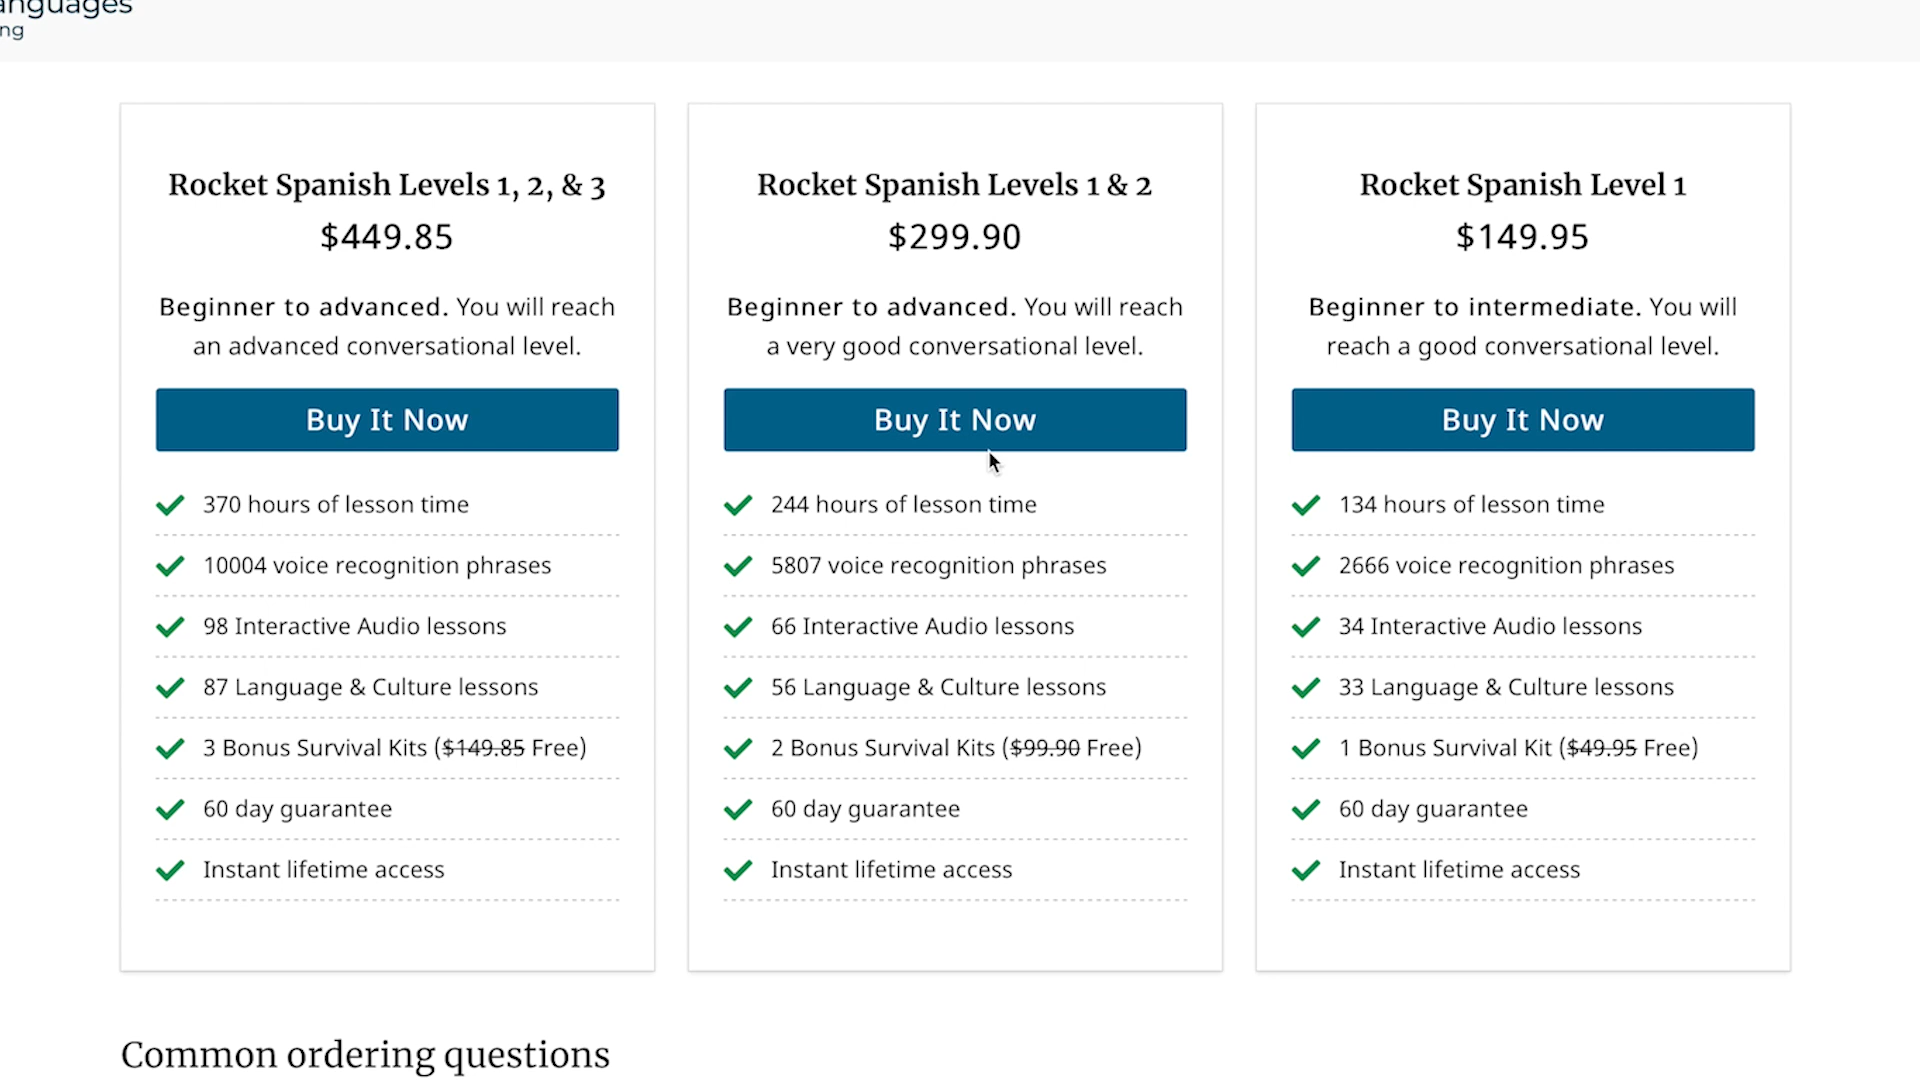 anguages
ng
Rocket Spanish Levels 1, 2, & 3
$449.85
Beginner to advanced. You will reach
an advanced conversational level.
Buy It Now
370 hours of lesson time
10004 voice recognition phrases
98 Interactive Audio lessons
87 Language & Culture lessons
3 Bonus Survival Kits ($149.85 Free)
60 day guarantee
Instant lifetime access
Rocket Spanish Levels 1 & 2
$299.90
Beginner to advanced. You will reach
a very good conversational level.
Buy It Now
244 hours of lesson time
5807 voice recognition phrases
66 Interactive Audio lessons
56 Language & Culture lessons
2 Bonus Survival Kits ($99.90 Free)
60 day guarantee
Instant lifetime access
Rocket Spanish Level 1
$149.95
Beginner to intermediate. You will
reach a good conversational level.
Buy It Now
134 hours of lesson time
2666 voice recognition phrases
34 Interactive Audio lessons
33 Language & Culture lessons
1 Bonus Survival Kit ($49.95 Free)
60 day guarantee
Instant lifetime access
Common ordering questions